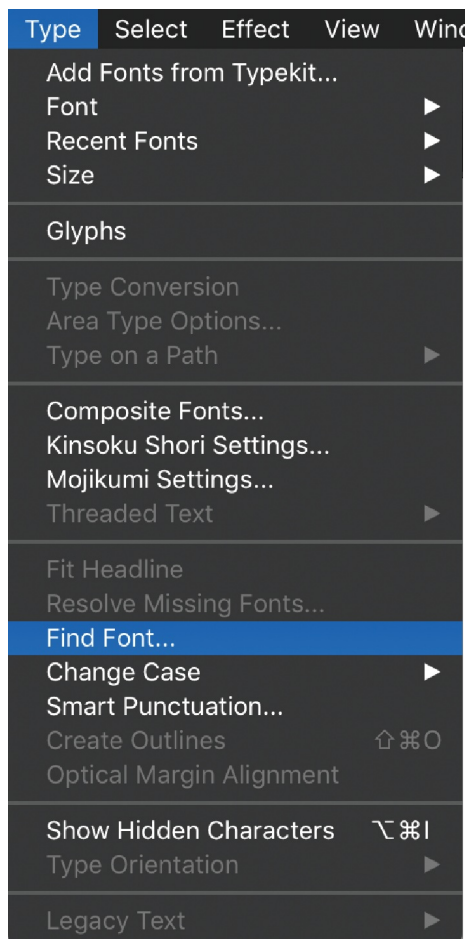 Type Select Effect View Wind
Add Fonts from Typekit...
Font ▶
Recent Fonts ▶
Size ▶
Glyphs
Type Conversion
Area Type Options...
Type on a Path ▶
Composite Fonts...
Kinsoku Shori Settings...
Mojikumi Settings...
Threaded Text ▶
Fit Headline
Resolve Missing Fonts...
Find Font...
Change Case ▶
Smart Punctuation...
Create Outlines ⇧⌘O
Optical Margin Alignment
Show Hidden Characters ⌥⌘I
Type Orientation ▶
Legacy Text ▶